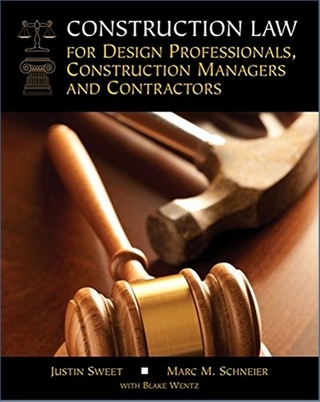 CONSTRUCTION LAW
FOR DESIGN PROFESSIONALS,
CONSTRUCTION MANAGERS
AND CONTRACTORS
JUSTIN SWEET ■ MARC M. SCHNEIER
WITH BLAKE WENTZ